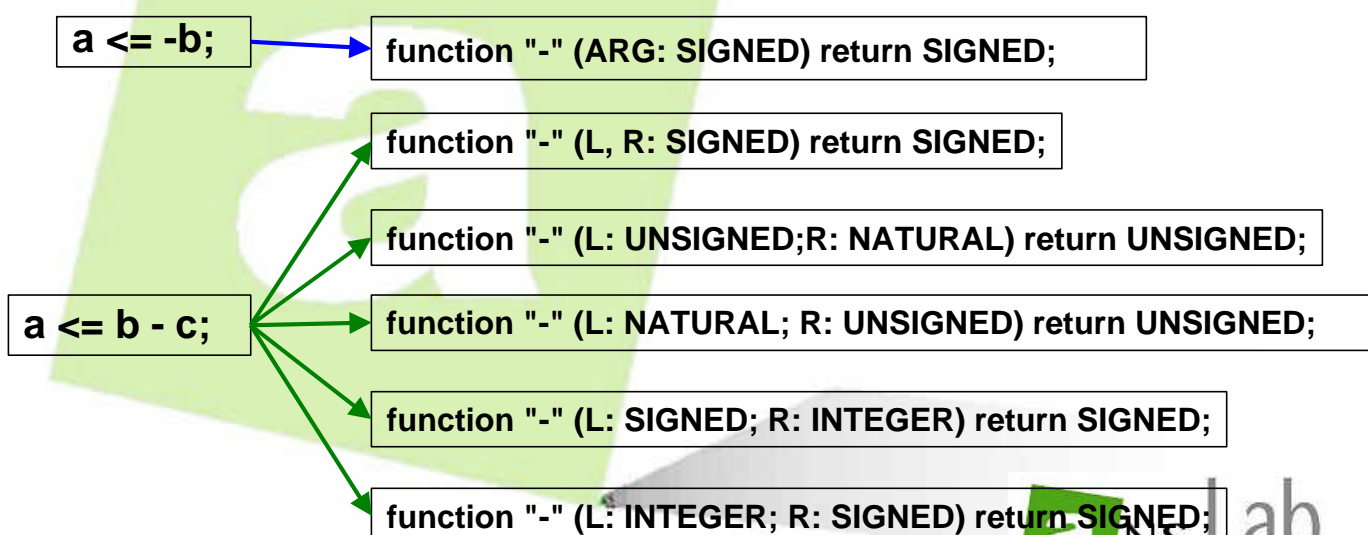 a <= -b;
function "-" (ARG: SIGNED) return SIGNED;
function "-" (L, R: SIGNED) return SIGNED;
function "-" (L: UNSIGNED;R: NATURAL) return UNSIGNED;
a <= b - c;
function "-" (L: NATURAL; R: UNSIGNED) return UNSIGNED;
function "-" (L: SIGNED; R: INTEGER) return SIGNED;
function "-" (L: INTEGER; R: SIGNED) return SIGNED;